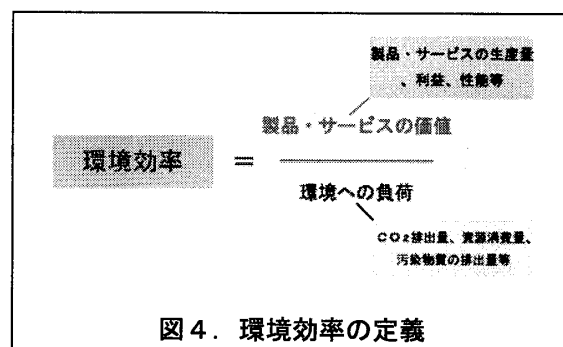 製品・サービスの生産量
、利益、性能等
製品・サービスの価値
環境効率 =
環境への負荷
CO2排出量、資源消費量、
汚染物質の排出量等
図4. 環境効率の定義